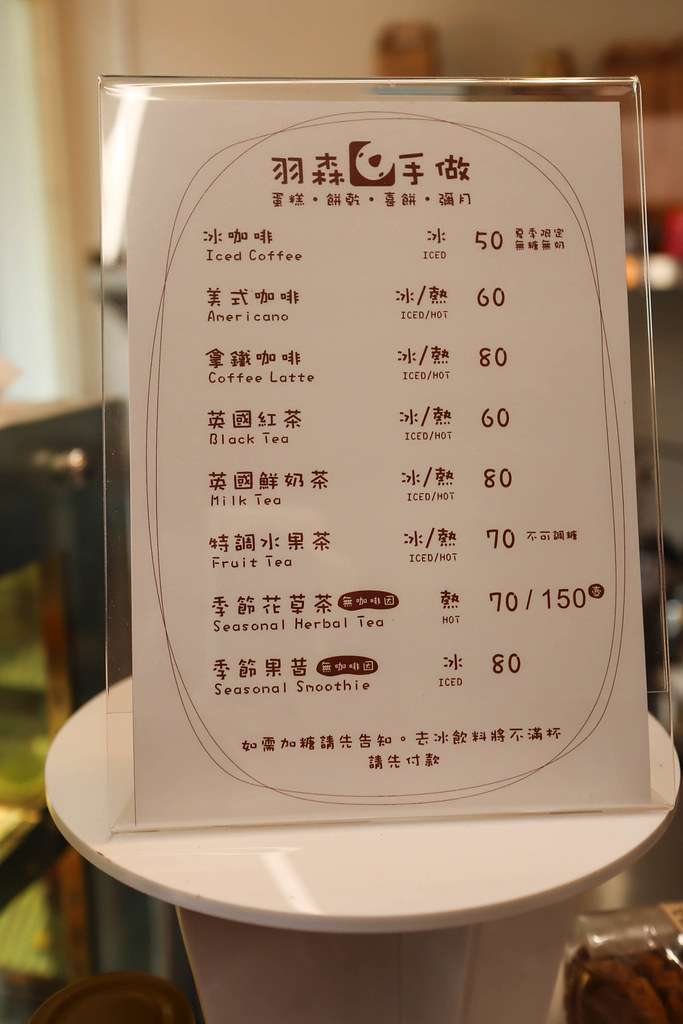 羽森手做
蛋糕・餅乾・喜餅・彌月
冰咖啡 冰 50 夏季限定
Iced Coffee ICED 無糖無奶
美式咖啡 冰/熱 60
Americano ICED/HOT
拿鐵咖啡 冰/熱 80
Coffee Latte ICED/HOT
英國紅茶 冰/熱 60
Black Tea ICED/HOT
英國鮮奶茶 冰/熱 80
Milk Tea ICED/HOT
特調水果茶 冰/熱 70 不可調糖
Fruit Tea ICED/HOT
季節花草茶 無咖啡因 熱 70 / 150 壺
Seasonal Herbal Tea HOT
季節果昔 無咖啡因 冰 80
Seasonal Smoothie ICED
如需加糖請先告知。去冰飲料將不滿杯
請先付款